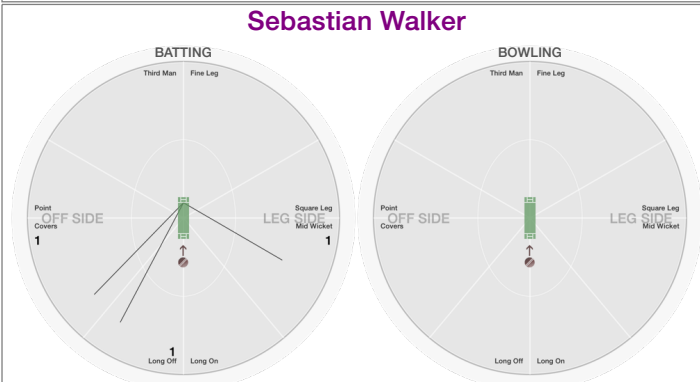 Sebastian Walker
BATTING
Third Man Fine Leg
Point
OFF SIDE
Covers
1
Square Leg
LEG SIDE
Mid Wicket
1
1
Long Off Long On
BOWLING
Third Man Fine Leg
Point
OFF SIDE
Covers
Square Leg
LEG SIDE
Mid Wicket
Long Off Long On